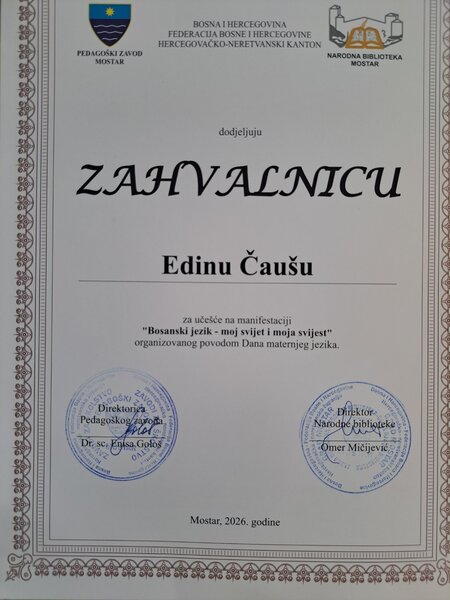 BOSNA I HERCEGOVINA
FEDERACIJA BOSNE I HERCEGOVINE
HERCEGOVAČKO-NERETVANSKI KANTON
PEDAGOŠKI ZAVOD
MOSTAR
NARODNA BIBLIOTEKA
MOSTAR
dodjeljuju
ZAHVALNICU
Edinu Čaušu
za učešće na manifestaciji
"Bosanski jezik - moj svijet i moja svijest"
organizovanog povodom Dana maternjeg jezika.
Direktorica
Pedagoškog zavoda
Dr. sc. Enisa Gološ
Direktor
Narodne biblioteke
Omer Mičijević
Mostar, 2026. godine